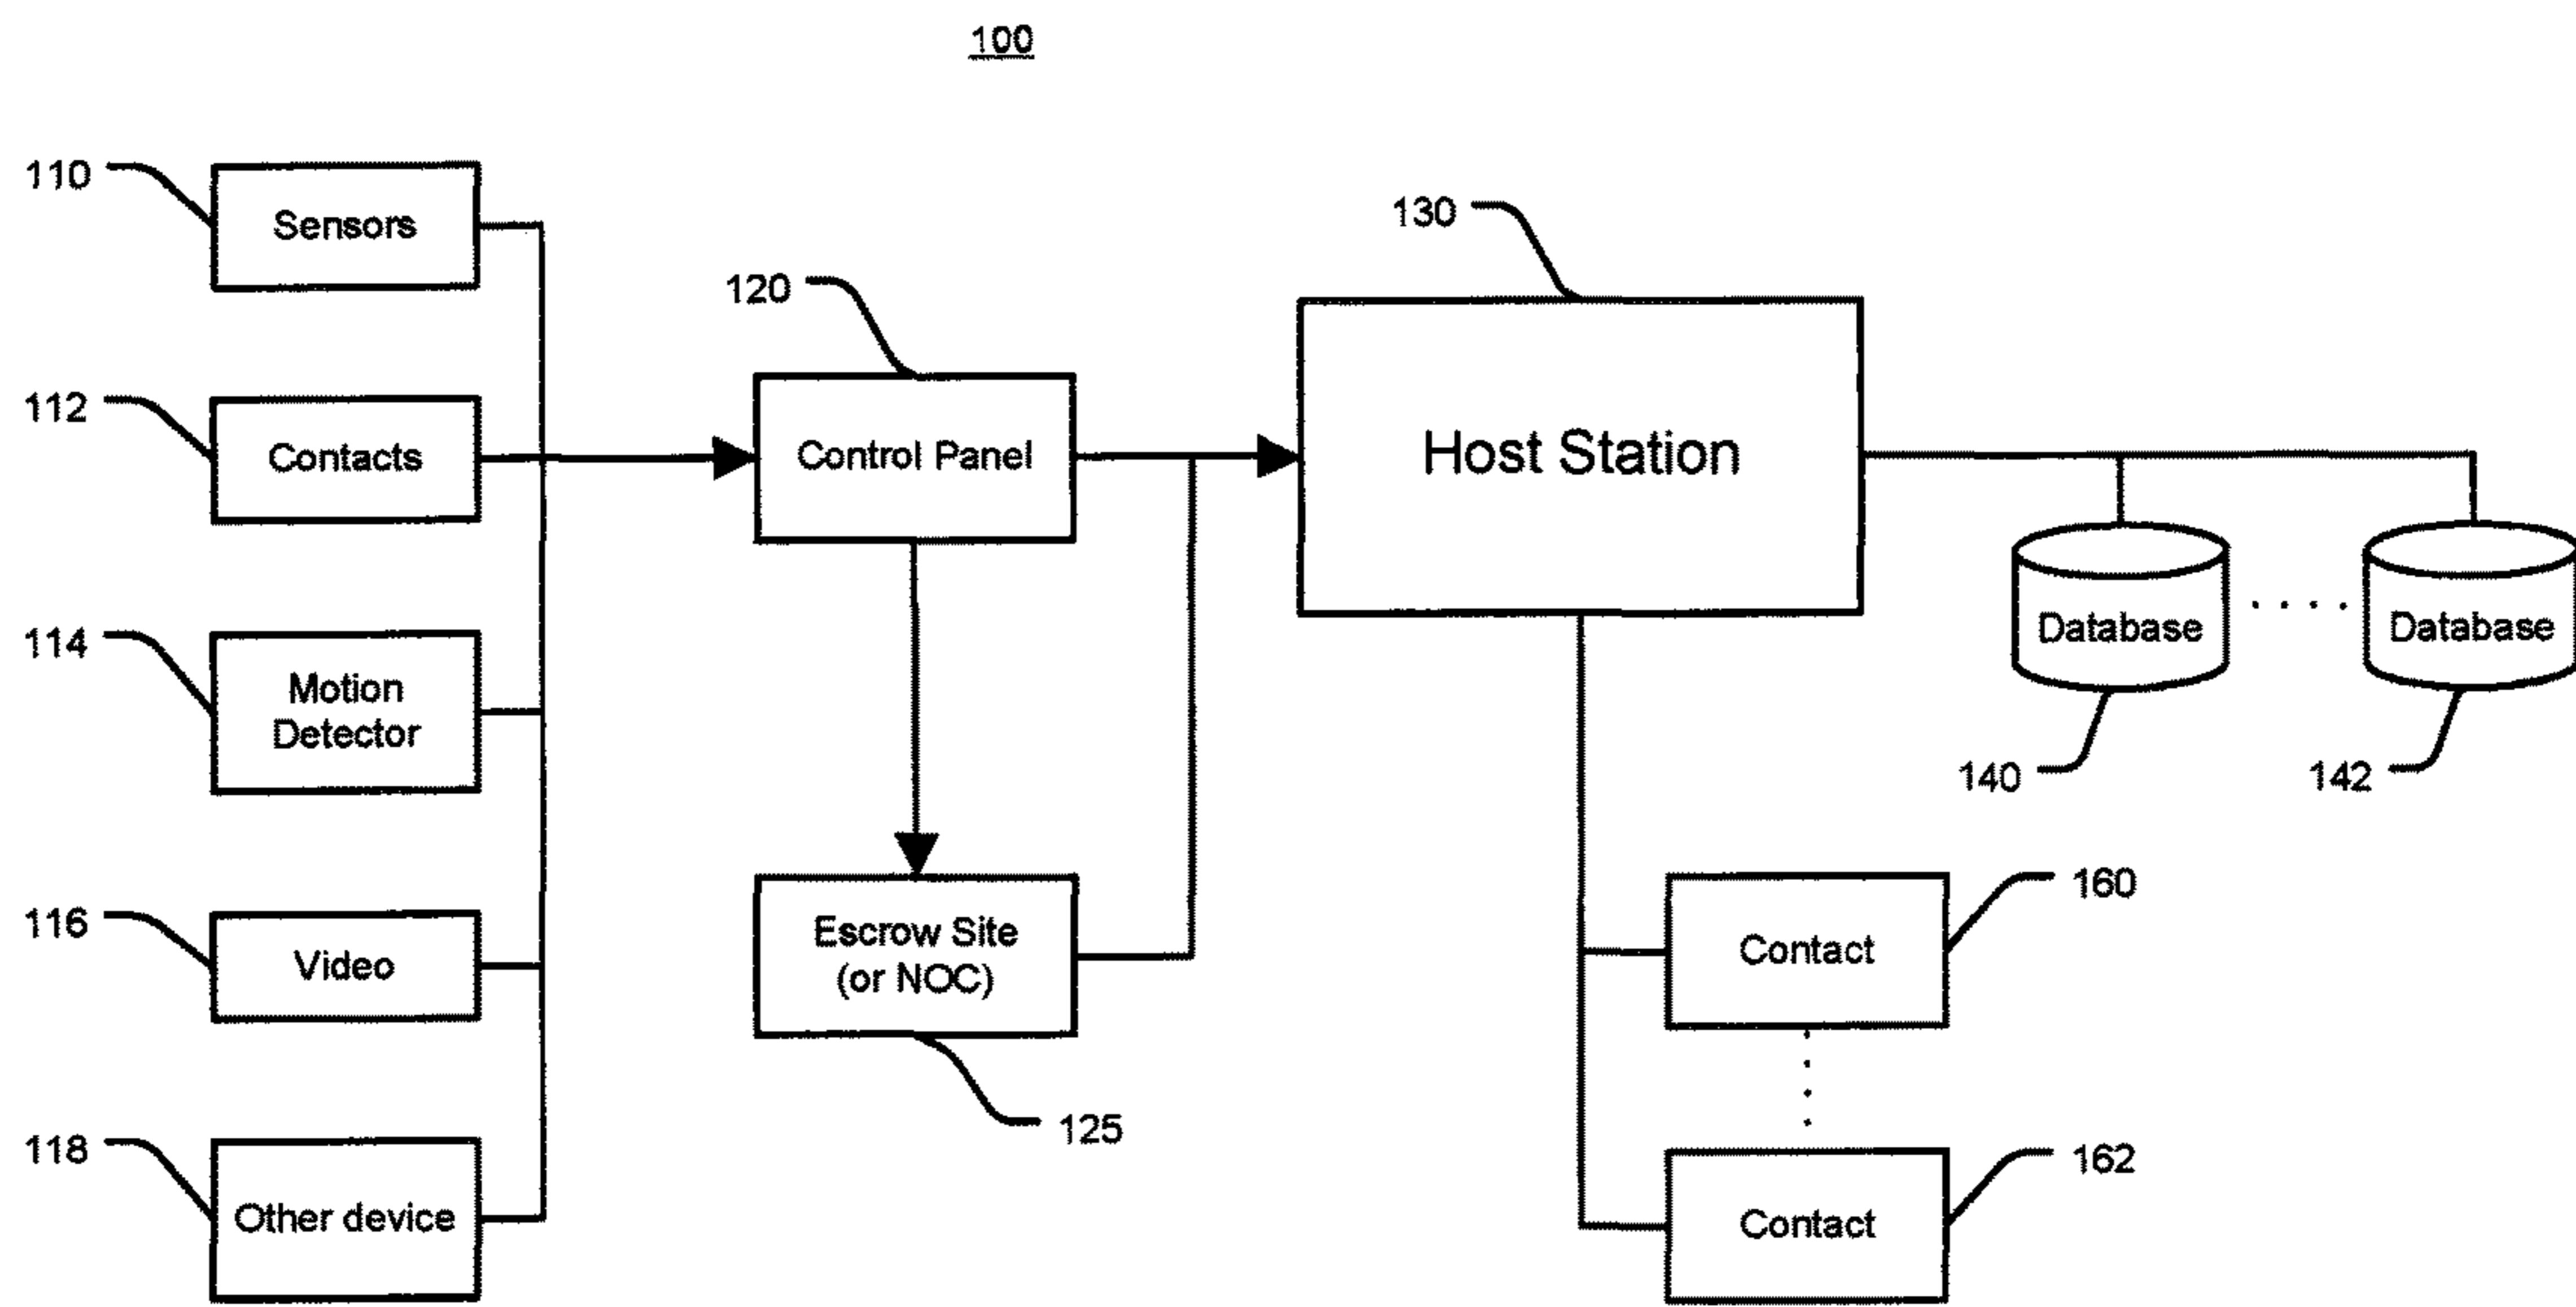 100
110
Sensors
112
Contacts
114
Motion
Detector
116
Video
118
Other device
120
Control Panel
Escrow Site
(or NOC)
125
130
Host Station
Database
Database
140
142
Contact
160
Contact
162